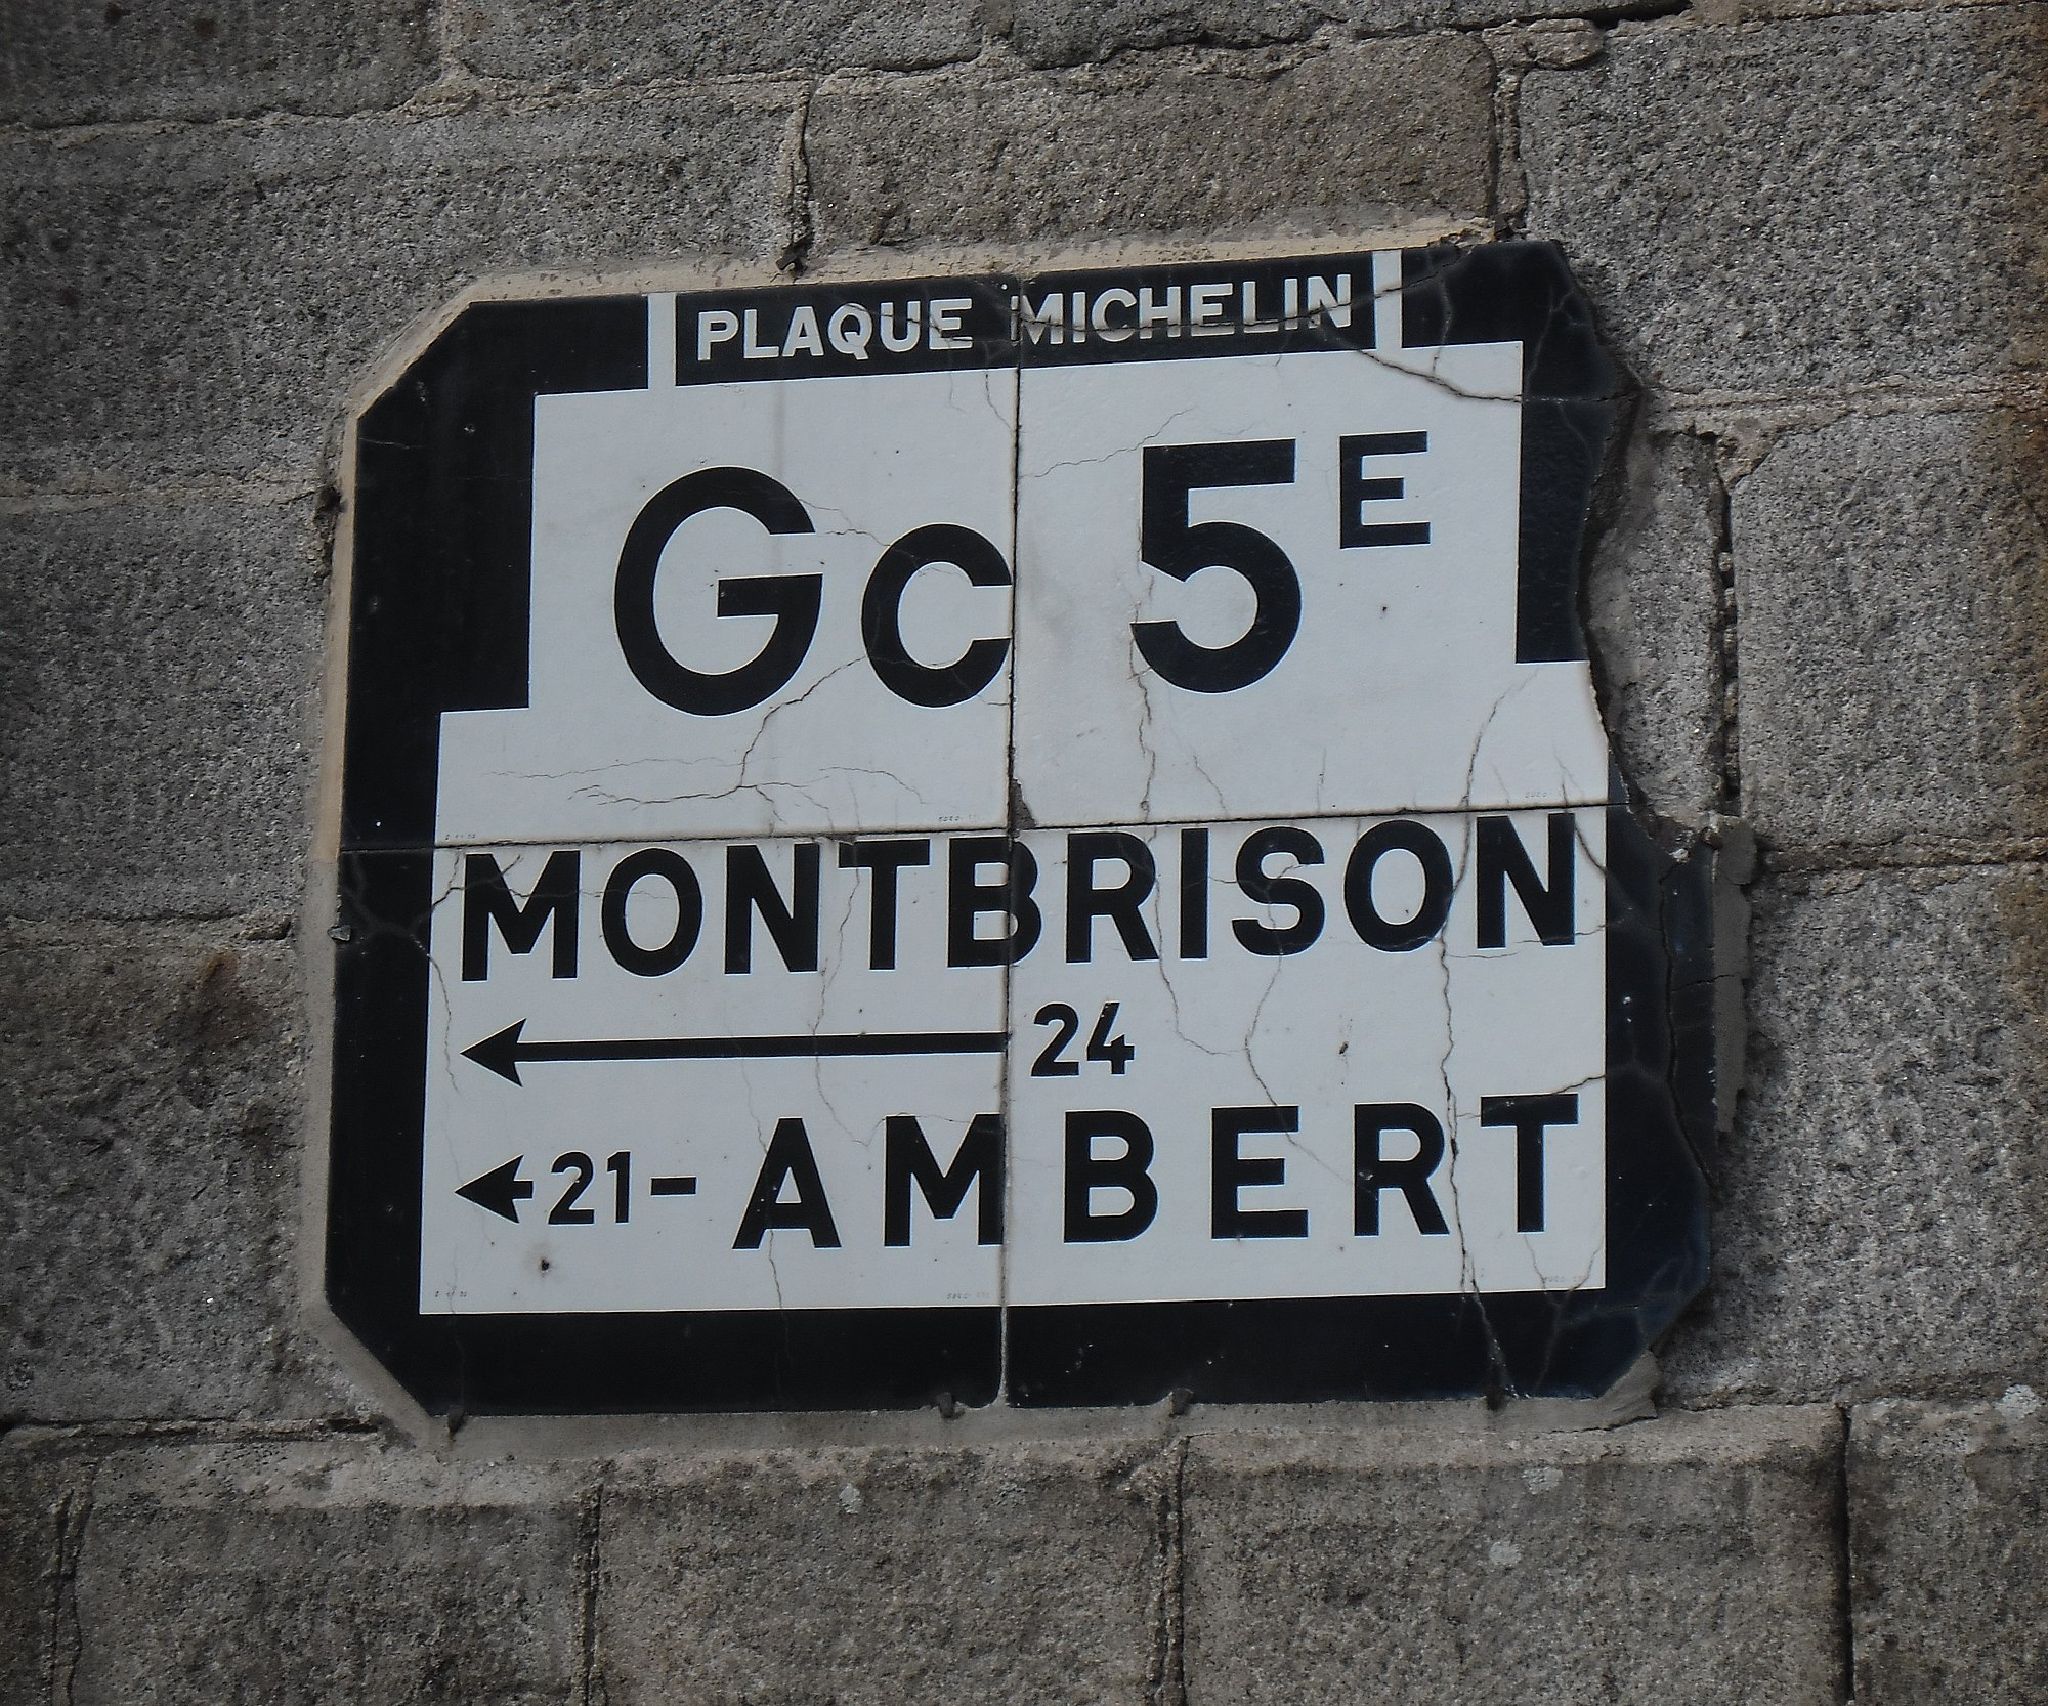 PLAQUE MICHELIN
Gc 5E
MONTBRISON
24
21- AMBERT